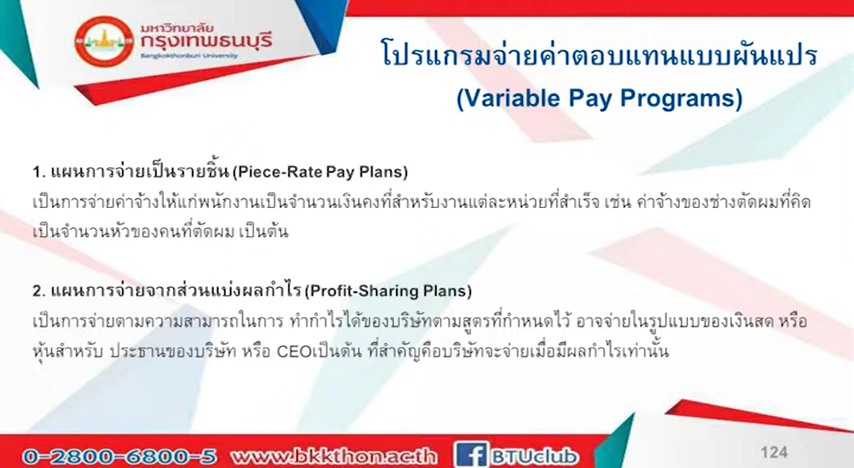 มหาวิทยาลัย
กรุงเทพธนบุรี
Bangkokthonburi University
โปรแกรมจ่ายค่าตอบแทนแบบผันแปร
(Variable Pay Programs)
1. แผนการจ่ายเป็นรายชิ้น (Piece-Rate Pay Plans)
เป็นการจ่ายค่าจ้างให้แก่พนักงานเป็นจำนวนเงินคงที่สำหรับงานแต่ละหน่วยที่สำเร็จ เช่น ค่าจ้างของช่างตัดผมที่คิด
เป็นจำนวนหัวของคนที่ตัดผม เป็นต้น
2. แผนการจ่ายจากส่วนแบ่งผลกำไร (Profit-Sharing Plans)
เป็นการจ่ายตามความสามารถในการ ทำกำไรได้ของบริษัทตามสูตรที่กำหนดไว้ อาจจ่ายในรูปแบบของเงินสด หรือ
หุ้นสำหรับ ประธานของบริษัท หรือ CEOเป็นต้น ที่สำคัญคือบริษัทจะจ่ายเมื่อมีผลกำไรเท่านั้น
0-2800-6800-5 www.bkkthon.ac.th f BTUclub
124